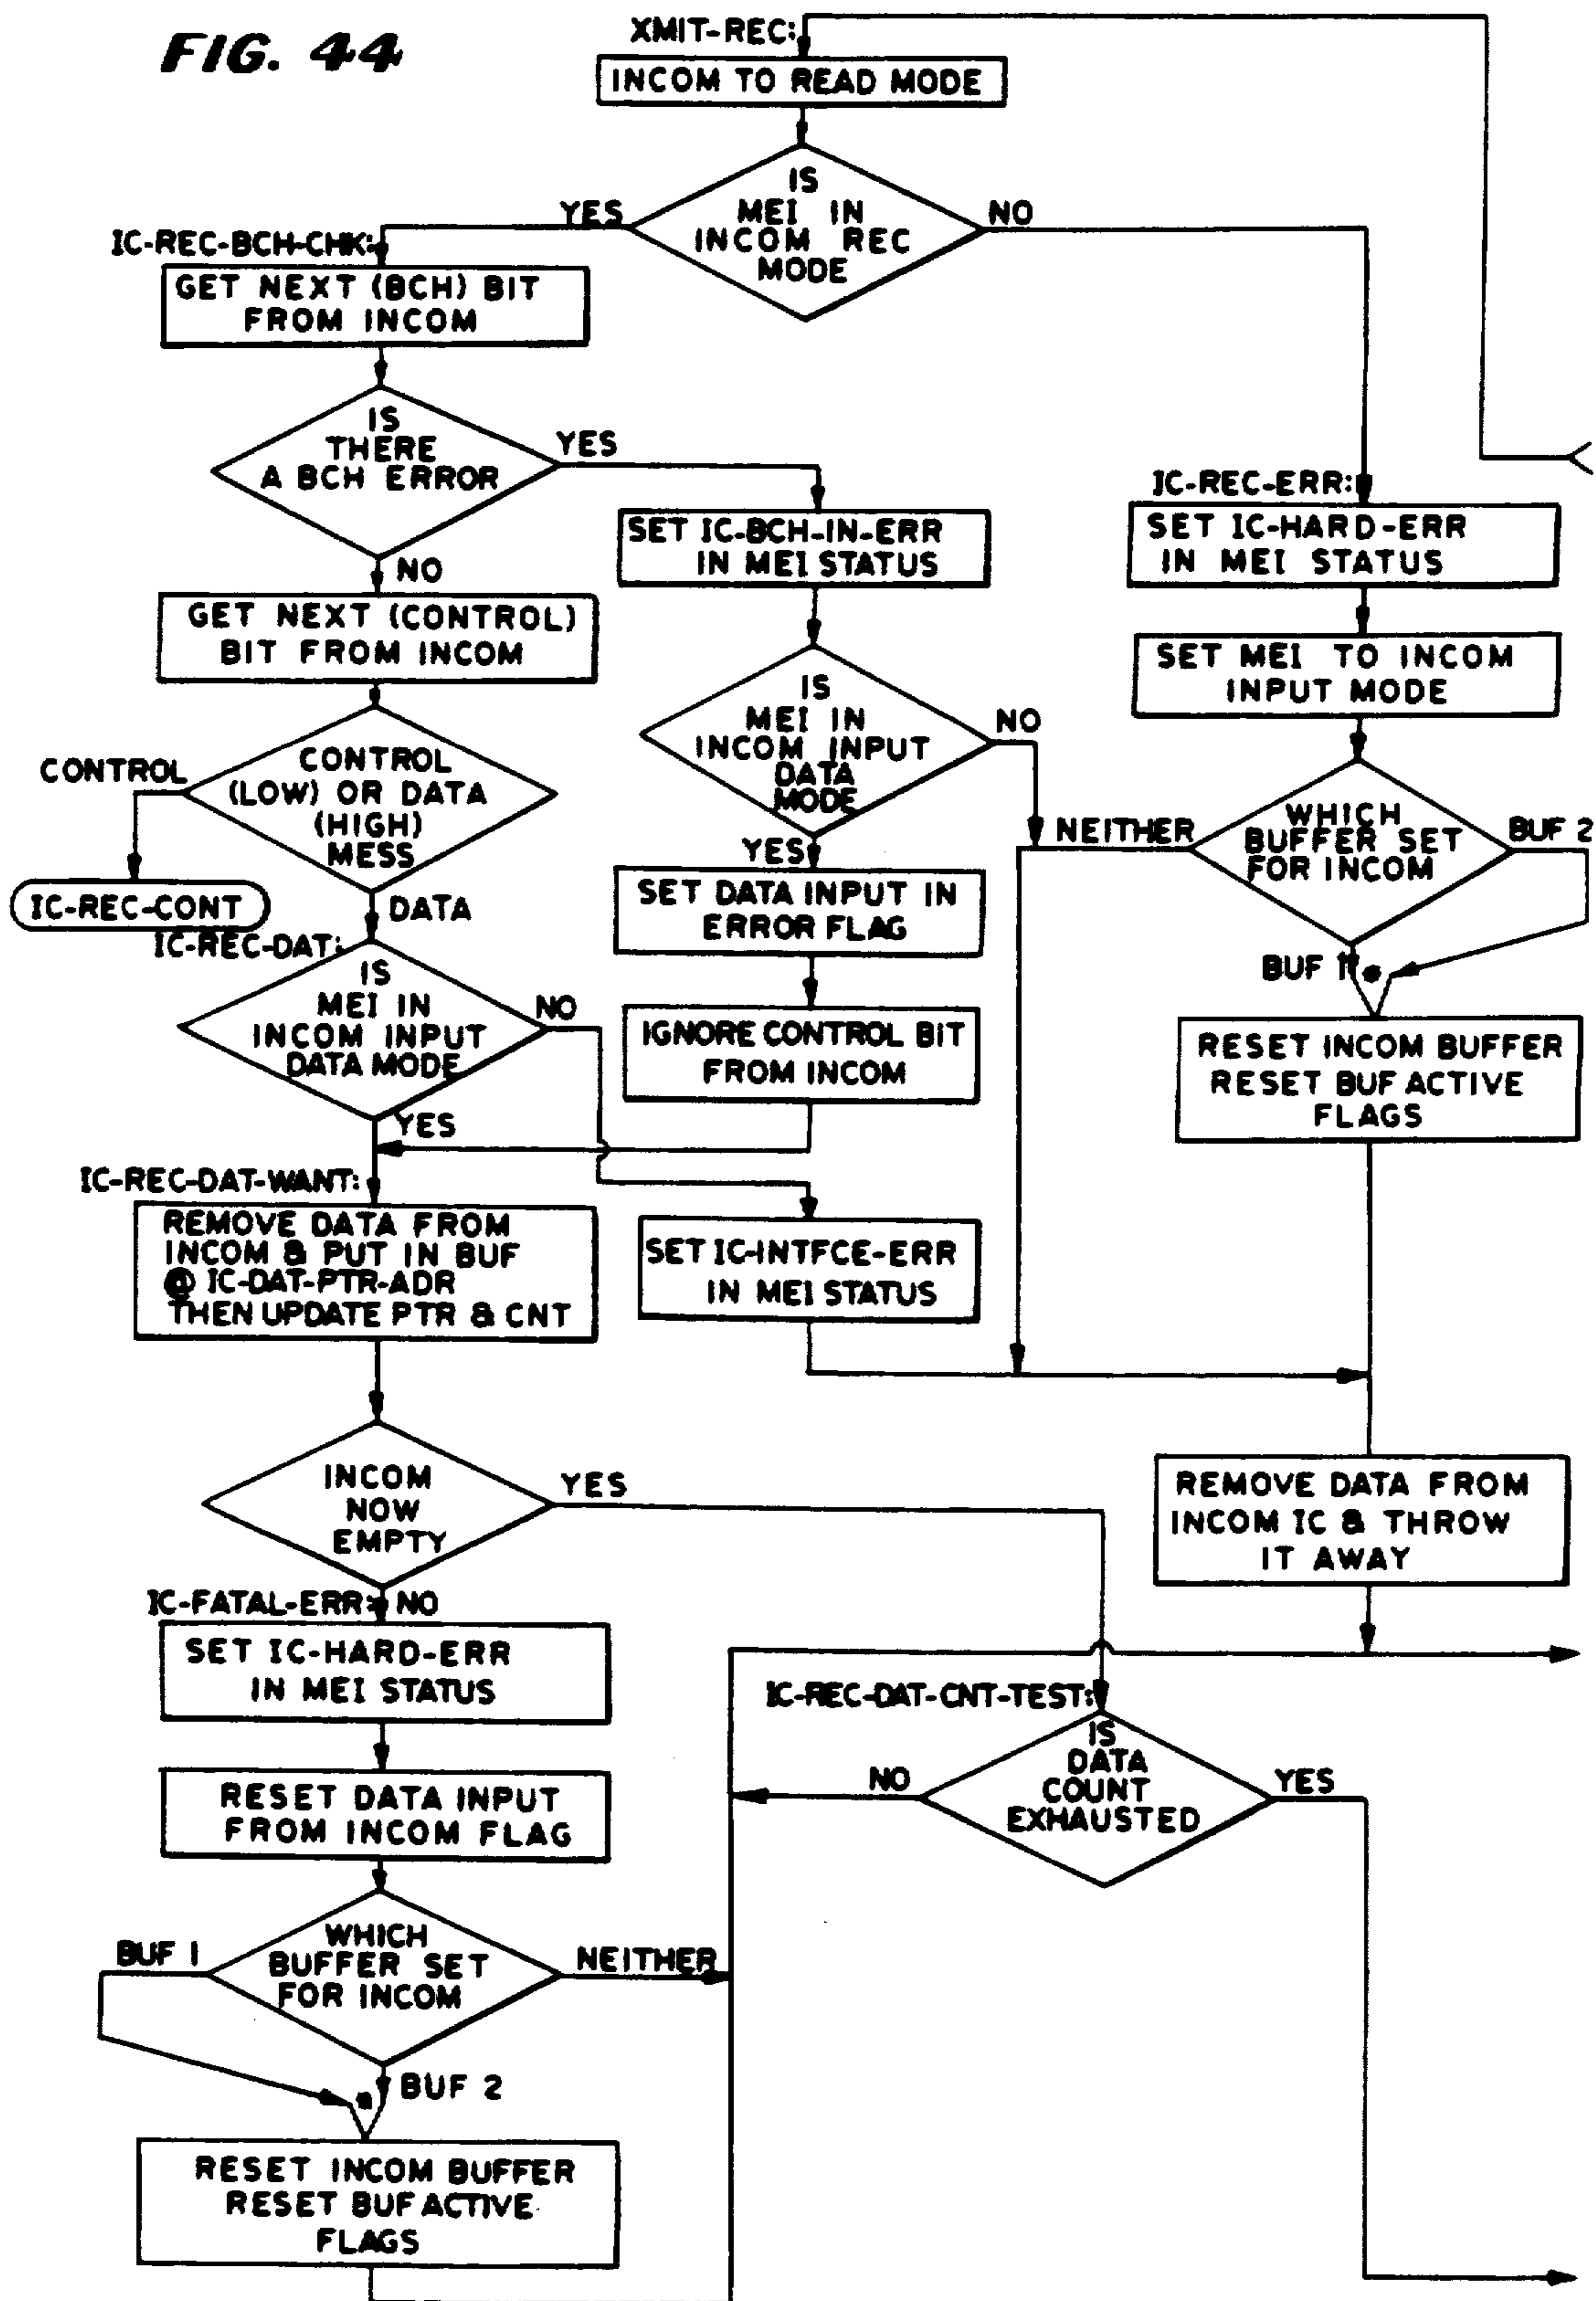 FIG. 44
XMIT-REC:
INCOM TO READ MODE
IS
MEI IN
INCOM REC
MODE
YES
NO
IC-REC-BCH-CHK:
GET NEXT (BCH) BIT
FROM INCOM
IS
THERE
A BCH ERROR
YES
NO
SET IC-BCH-IN-ERR
IN MEI STATUS
IC-REC-ERR:
SET IC-HARD-ERR
IN MEI STATUS
GET NEXT (CONTROL)
BIT FROM INCOM
SET MEI TO INCOM
INPUT MODE
IS
MEI IN
INCOM INPUT
DATA
MODE
NO
YES
CONTROL
(LOW) OR DATA
(HIGH)
MESS
CONTROL
IC-REC-CONT
DATA
WHICH
BUFFER SET
FOR INCOM
NEITHER
BUF 2
BUF 1
*
SET DATA INPUT IN
ERROR FLAG
IC-REC-DAT:
IS
MEI IN
INCOM INPUT
DATA MODE
NO
YES
IGNORE CONTROL BIT
FROM INCOM
RESET INCOM BUFFER
RESET BUF ACTIVE
FLAGS
IC-REC-DAT-WANT:
REMOVE DATA FROM
INCOM & PUT IN BUF
@ IC-DAT-PTR-ADR
THEN UPDATE PTR & CNT
SET IC-INTFCE-ERR
IN MEI STATUS
INCOM
NOW
EMPTY
YES
REMOVE DATA FROM
INCOM IC & THROW
IT AWAY
IC-FATAL-ERR:
NO
SET IC-HARD-ERR
IN MEI STATUS
IC-REC-DAT-CNT-TEST:
IS
DATA
COUNT
EXHAUSTED
NO
YES
RESET DATA INPUT
FROM INCOM FLAG
WHICH
BUFFER SET
FOR INCOM
BUF 1
NEITHER
*
BUF 2
RESET INCOM BUFFER
RESET BUF ACTIVE
FLAGS